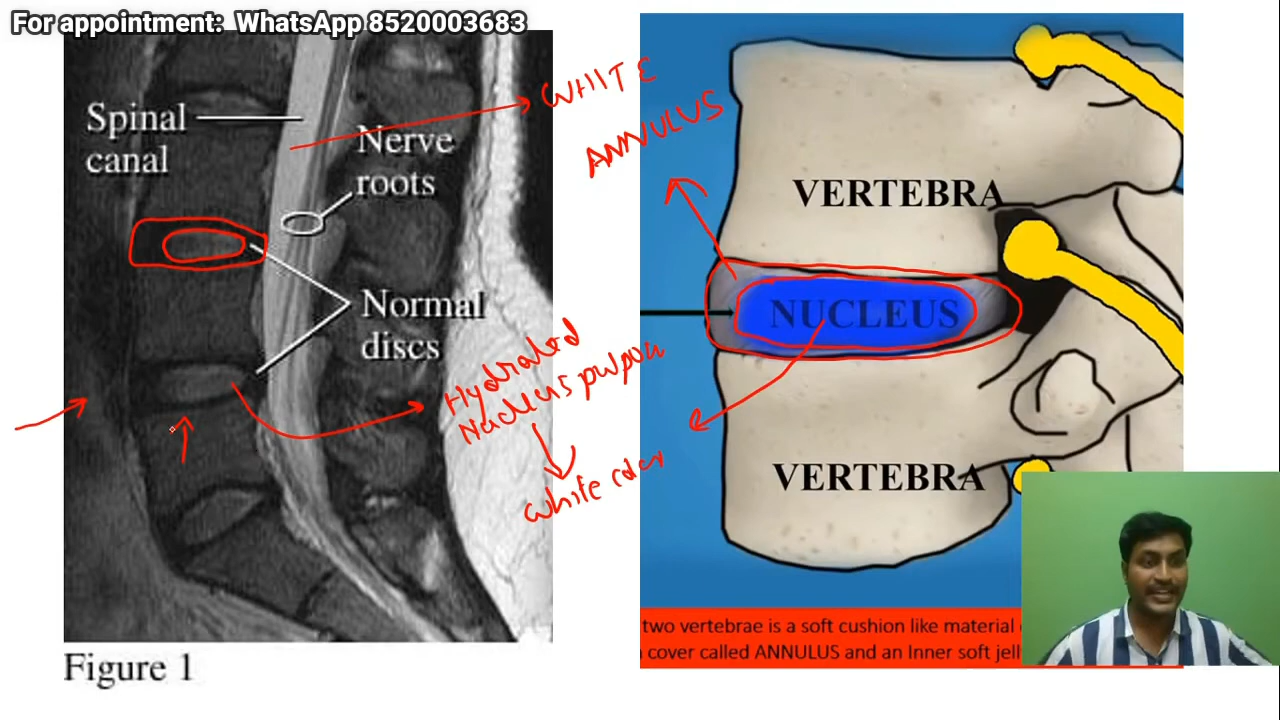 For appointment: WhatsApp 8520003683
Spinal
canal
Nerve
roots
Normal
discs
WHITE
ANNULUS
Hydrated
Nucleus pulposu
White color
Figure 1
VERTEBRA
NUCLEUS
VERTEBRA
two vertebrae is a soft cushion like material
cover called ANNULUS and an Inner soft jell